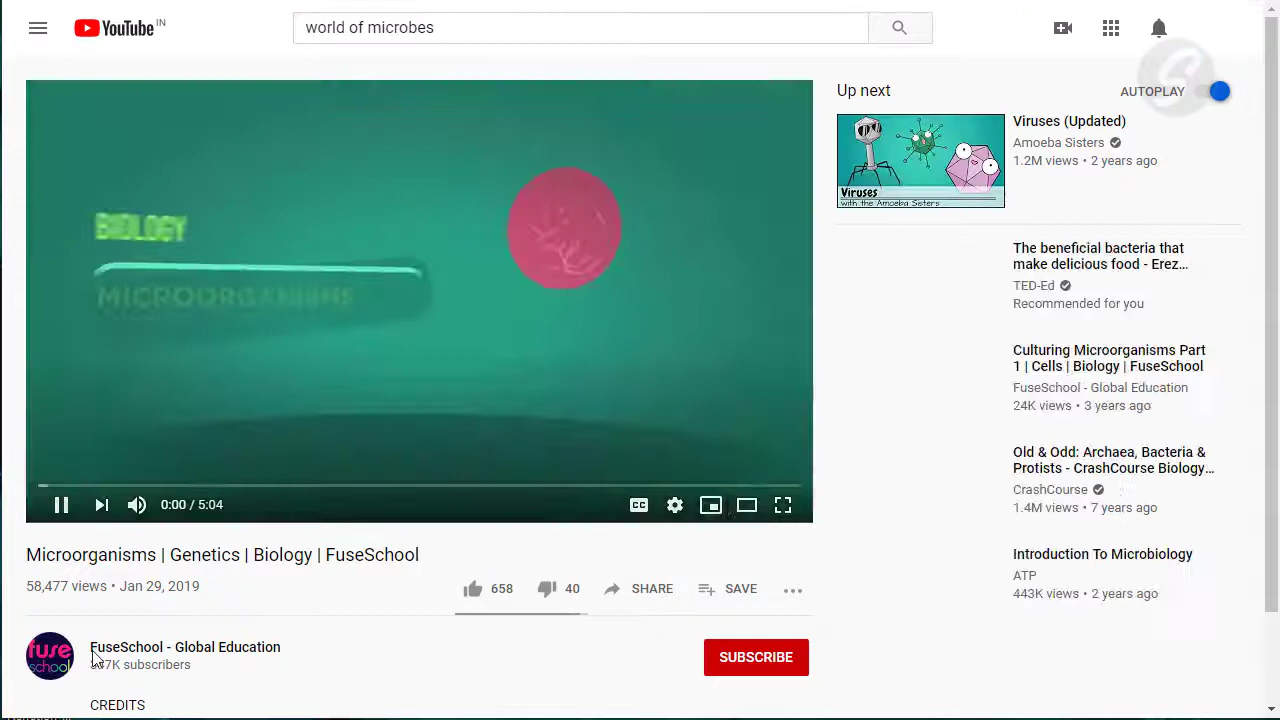 YouTube IN
world of microbes
BIOLOGY
MICROORGANISMS
0:00 / 5:04
CC
Up next
AUTOPLAY
Viruses
with the Amoeba Sisters
Viruses (Updated)
Amoeba Sisters
1.2M views • 2 years ago
The beneficial bacteria that
make delicious food - Erez…
TED-Ed
Recommended for you
Culturing Microorganisms Part
1 | Cells | Biology | FuseSchool
FuseSchool - Global Education
24K views • 3 years ago
Old & Odd: Archaea, Bacteria &
Protists - CrashCourse Biology…
CrashCourse
1.4M views • 7 years ago
Introduction To Microbiology
ATP
443K views • 2 years ago
Microorganisms | Genetics | Biology | FuseSchool
58,477 views • Jan 29, 2019
658
40
SHARE
SAVE
fuse
school
FuseSchool - Global Education
subscribers
SUBSCRIBE
CREDITS